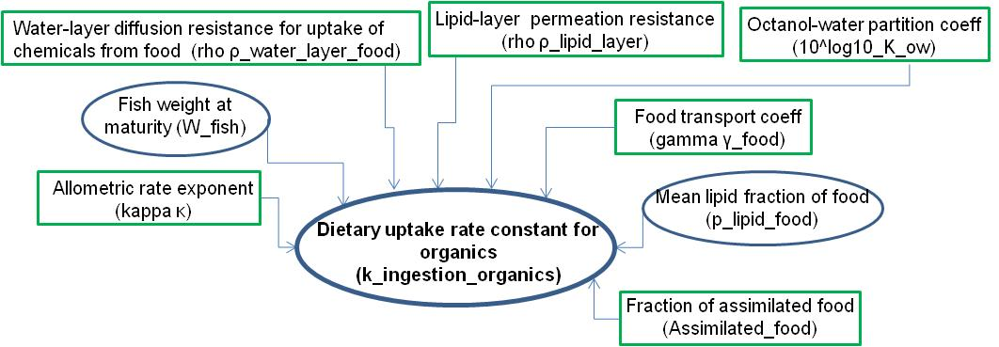 Water-layer diffusion resistance for uptake of
chemicals from food (rho ρ_water_layer_food)
Lipid-layer permeation resistance
(rho ρ_lipid_layer)
Octanol-water partition coeff
(10^log10_K_ow)
Fish weight at
maturity (W_fish)
Food transport coeff
(gamma γ_food)
Allometric rate exponent
(kappa κ)
Mean lipid fraction of food
(p_lipid_food)
Dietary uptake rate constant for
organics
(k_ingestion_organics)
Fraction of assimilated food
(Assimilated_food)